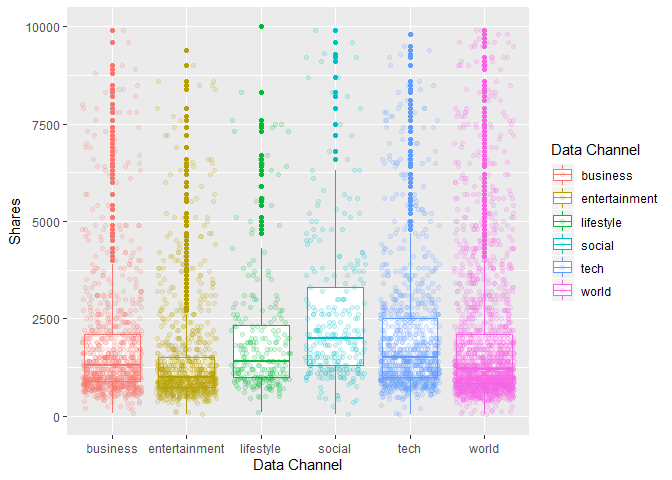 10000
7500
5000
2500
0
Shares
business entertainment lifestyle social tech world
Data Channel
Data Channel
business
entertainment
lifestyle
social
tech
world